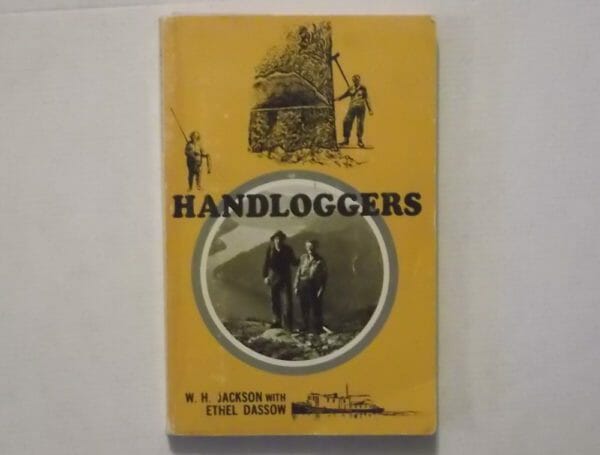 HANDLOGGERS
W. H. JACKSON WITH
ETHEL DASSOW